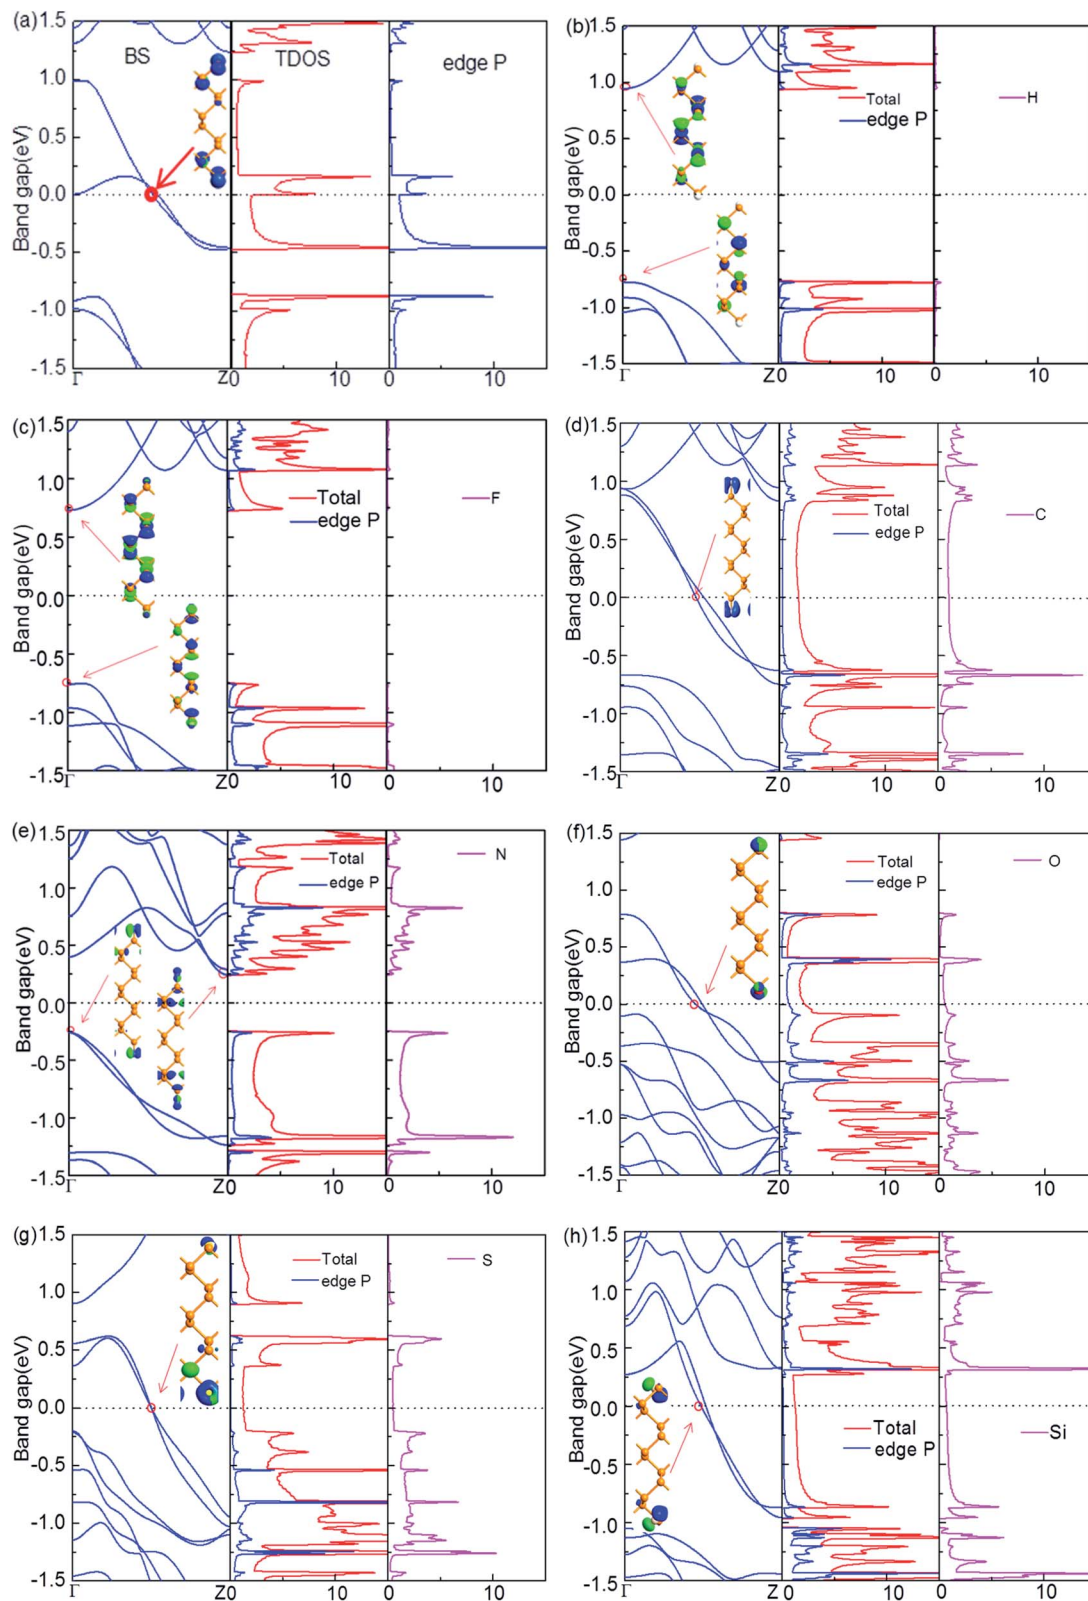 (a) 1.5
BS
TDOS
edge P
1.0
0.5
0.0
-0.5
-1.0
-1.5
Band gap(eV)
Γ Z0 10 0 10
(b) 1.5
Total
edge P
H
1.0
0.5
0.0
-0.5
-1.0
-1.5
Band gap(eV)
Γ Z0 10 0 10
(c) 1.5
Total
edge P
F
1.0
0.5
0.0
-0.5
-1.0
-1.5
Band gap(eV)
Γ Z0 10 0 10
(d) 1.5
Total
edge P
C
1.0
0.5
0.0
-0.5
-1.0
-1.5
Band gap(eV)
Γ Z0 10 0 10
(e) 1.5
Total
edge P
N
1.0
0.5
0.0
-0.5
-1.0
-1.5
Band gap(eV)
Γ Z0 10 0 10
(f) 1.5
Total
edge P
O
1.0
0.5
0.0
-0.5
-1.0
-1.5
Band gap(eV)
Γ Z0 10 0 10
(g) 1.5
Total
edge P
S
1.0
0.5
0.0
-0.5
-1.0
-1.5
Band gap(eV)
Γ Z0 10 0 10
(h) 1.5
1.0
0.5
0.0
Total
edge P
Si
-0.5
-1.0
-1.5
Band gap(eV)
Γ Z 0 10 0 10